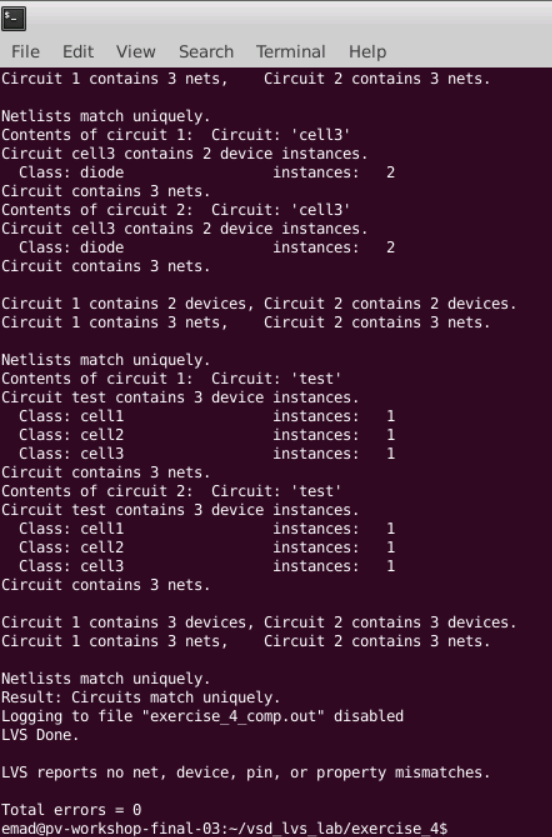 File Edit View Search Terminal Help
Circuit 1 contains 3 nets,    Circuit 2 contains 3 nets.
Netlists match uniquely.
Contents of circuit 1:  Circuit: 'cell3'
Circuit cell3 contains 2 device instances.
  Class: diode                 instances:   2
Circuit contains 3 nets.
Contents of circuit 2:  Circuit: 'cell3'
Circuit cell3 contains 2 device instances.
  Class: diode                 instances:   2
Circuit contains 3 nets.
Circuit 1 contains 2 devices, Circuit 2 contains 2 devices.
Circuit 1 contains 3 nets,    Circuit 2 contains 3 nets.
Netlists match uniquely.
Contents of circuit 1:  Circuit: 'test'
Circuit test contains 3 device instances.
  Class: cell1                 instances:   1
  Class: cell2                 instances:   1
  Class: cell3                 instances:   1
Circuit contains 3 nets.
Contents of circuit 2:  Circuit: 'test'
Circuit test contains 3 device instances.
  Class: cell1                 instances:   1
  Class: cell2                 instances:   1
  Class: cell3                 instances:   1
Circuit contains 3 nets.
Circuit 1 contains 3 devices, Circuit 2 contains 3 devices.
Circuit 1 contains 3 nets,    Circuit 2 contains 3 nets.
Netlists match uniquely.
Result: Circuits match uniquely.
Logging to file "exercise_4_comp.out" disabled
LVS Done.
LVS reports no net, device, pin, or property mismatches.
Total errors = 0
emad@pv-workshop-final-03:~/vsd_lvs_lab/exercise_4$